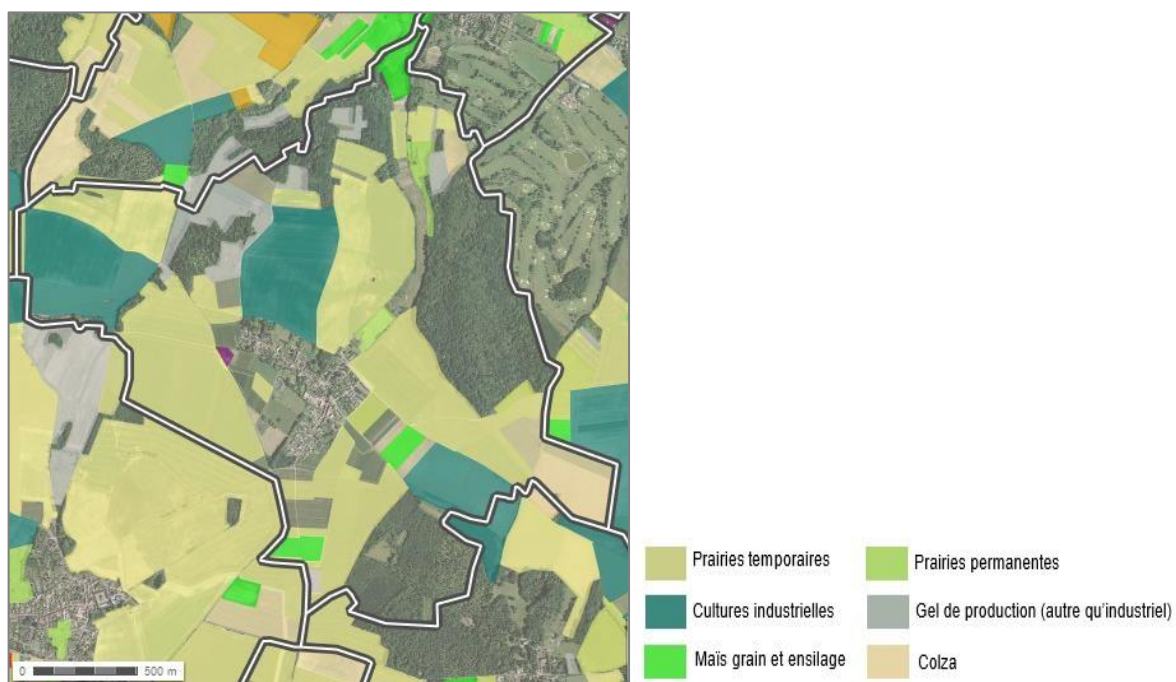 Prairies temporaires
Prairies permanentes
Cultures industrielles
Gel de production (autre qu'industriel)
Maïs grain et ensilage
Colza
0 500 m